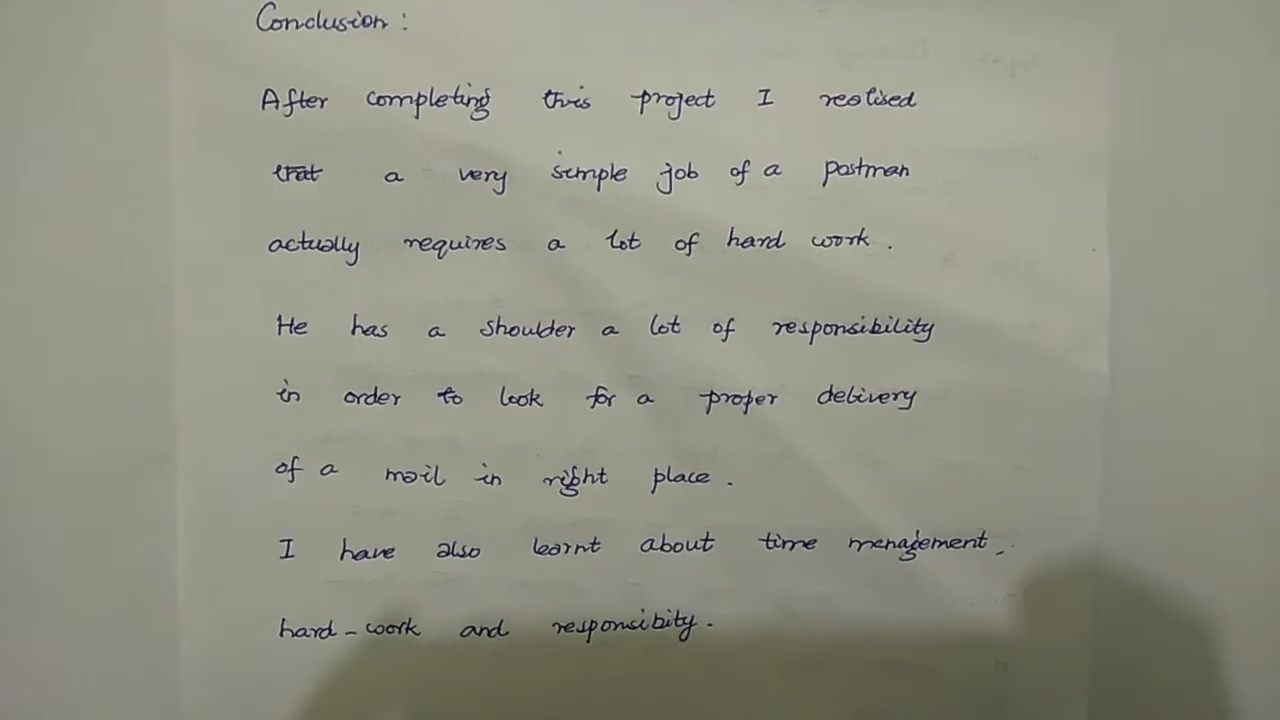 Conclusion :
After completing this project I realised
that a very simple job of a postman
actually requires a lot of hard work .
He has a shoulder a lot of responsibility
in order to look for a proper delivery
of a mail in right place .
I have also learnt about time management,
hard-work and responsibity.